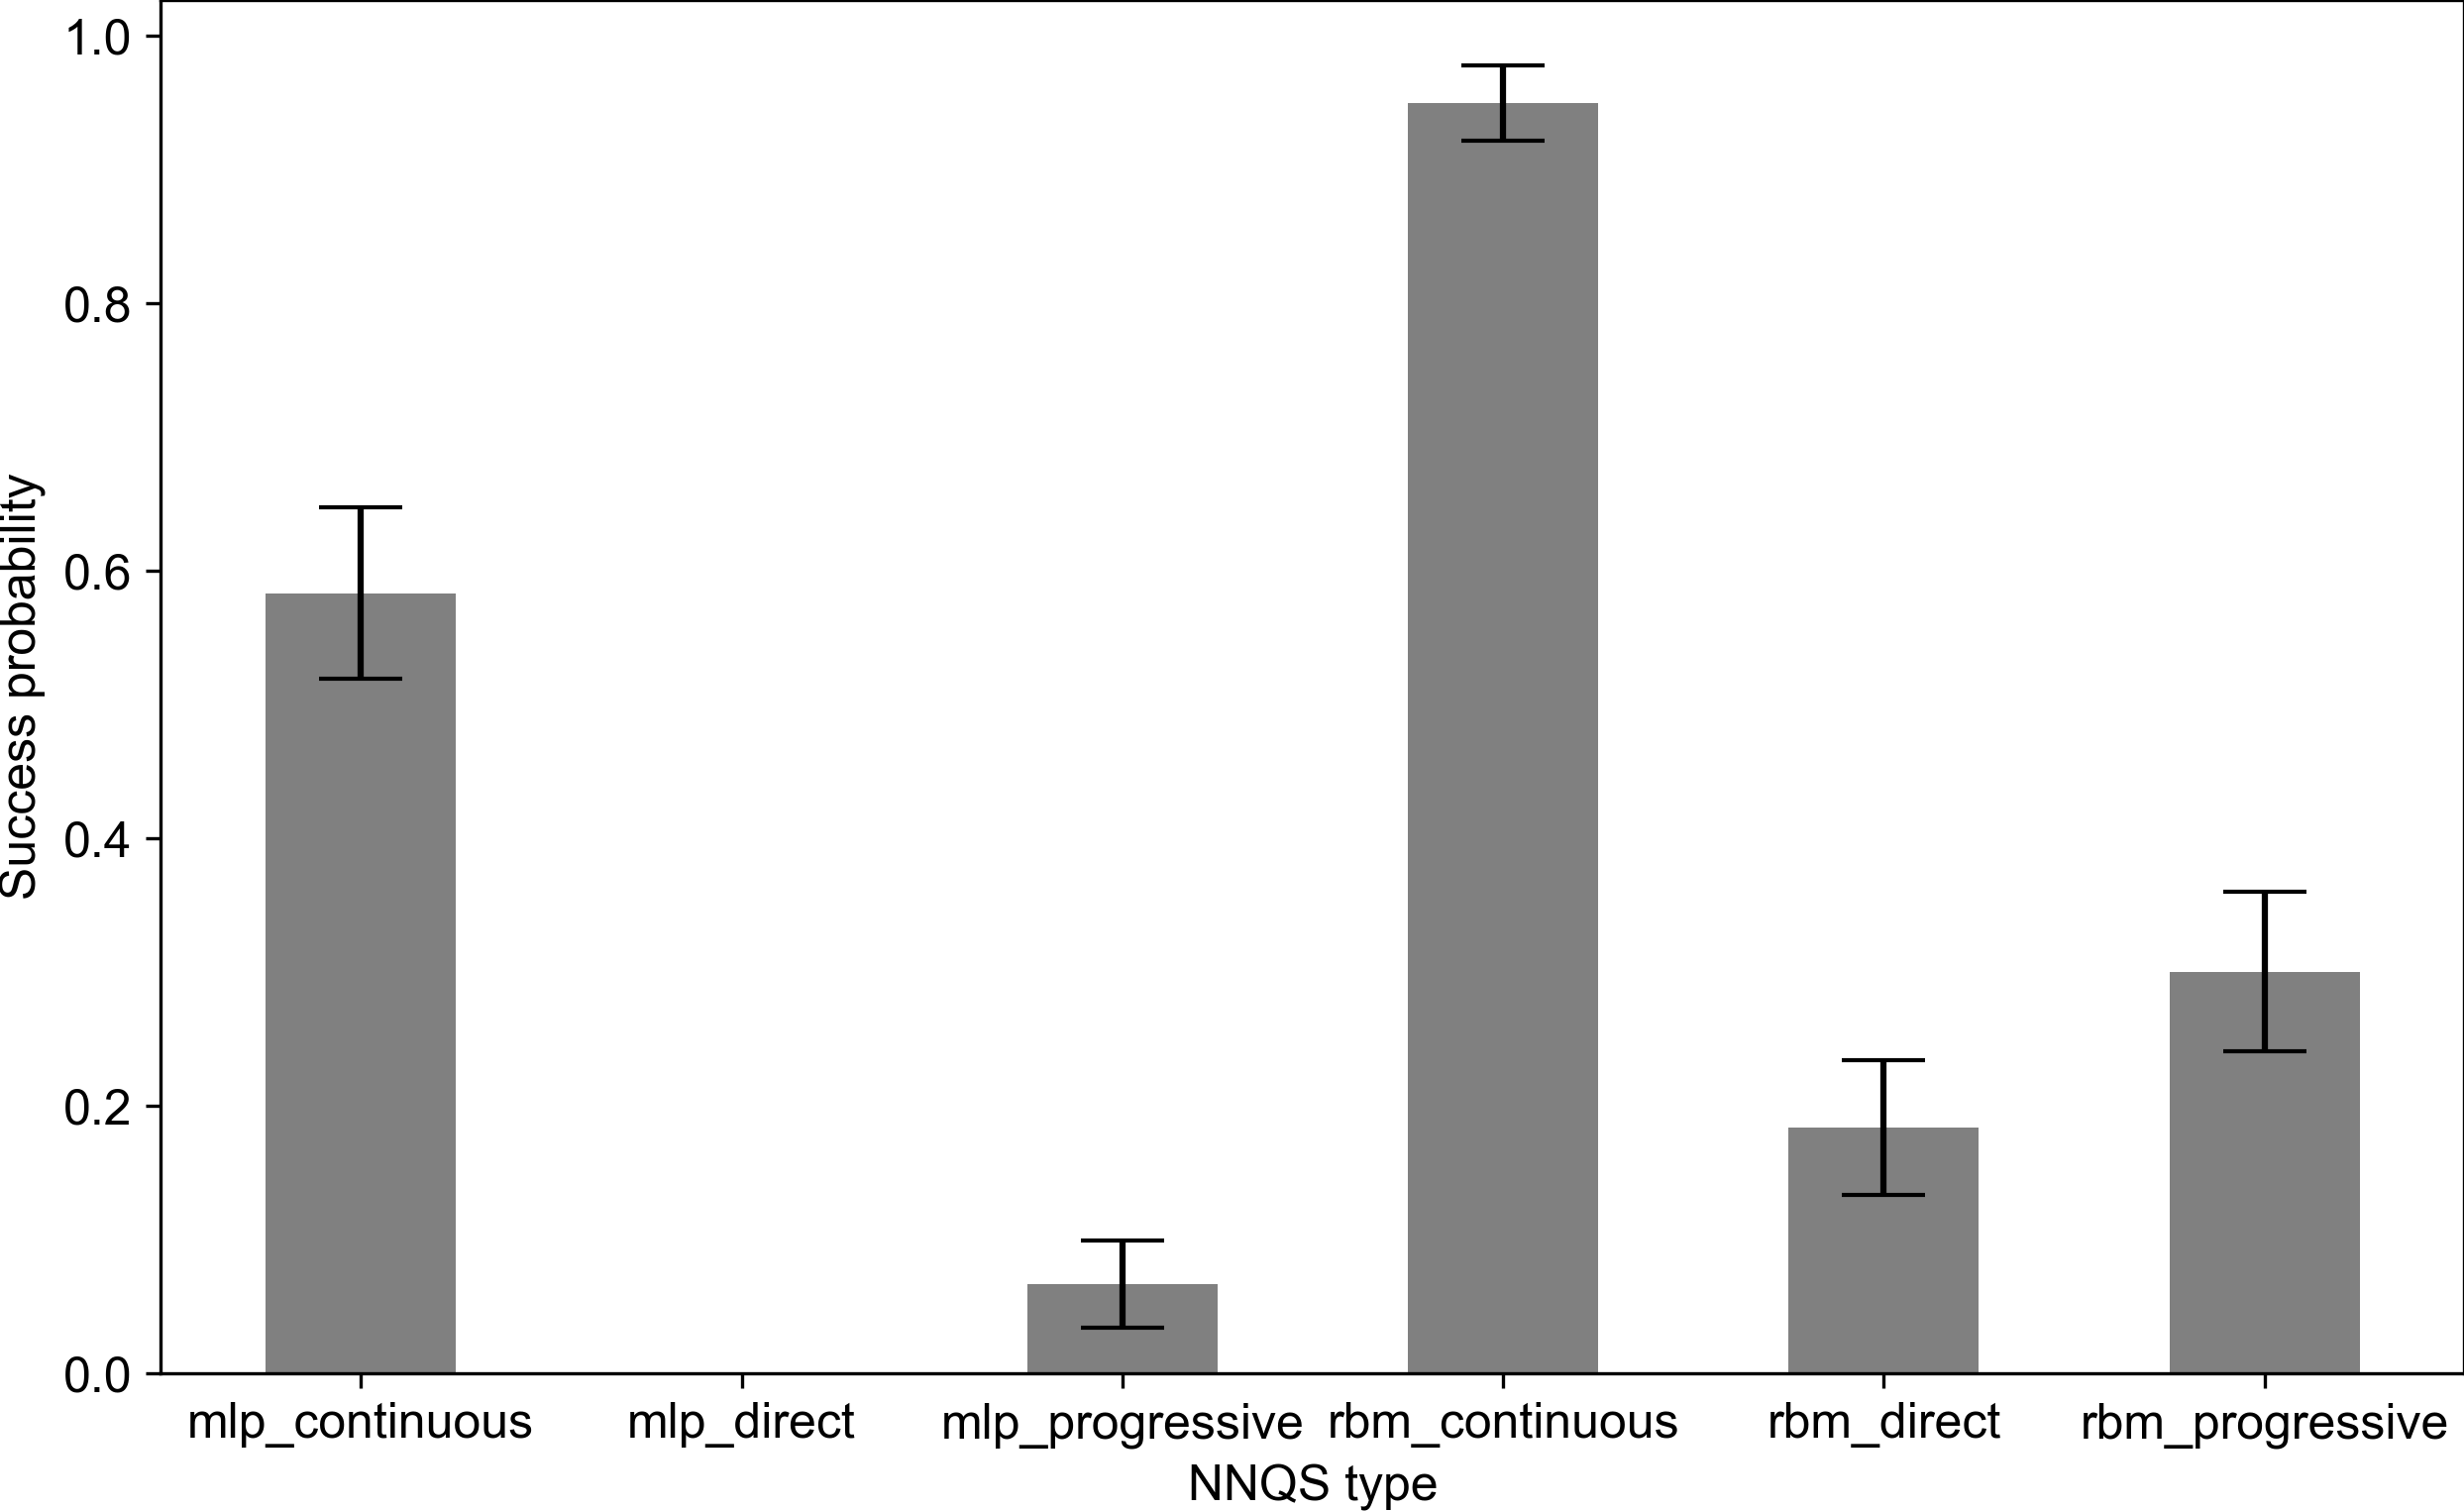 1.0
0.8
0.6
0.4
0.2
0.0
Success probability
mlp_continuous mlp_direct mlp_progressive rbm_continuous rbm_direct rbm_progressive
NNQS type